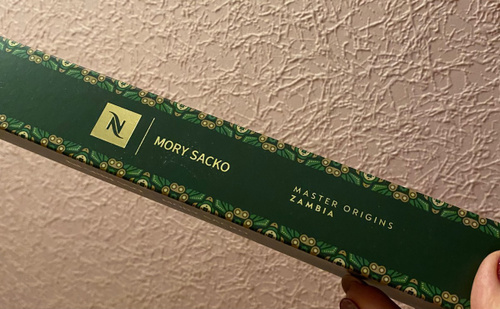 N
MORY SACKO
MASTER ORIGINS
ZAMBIA